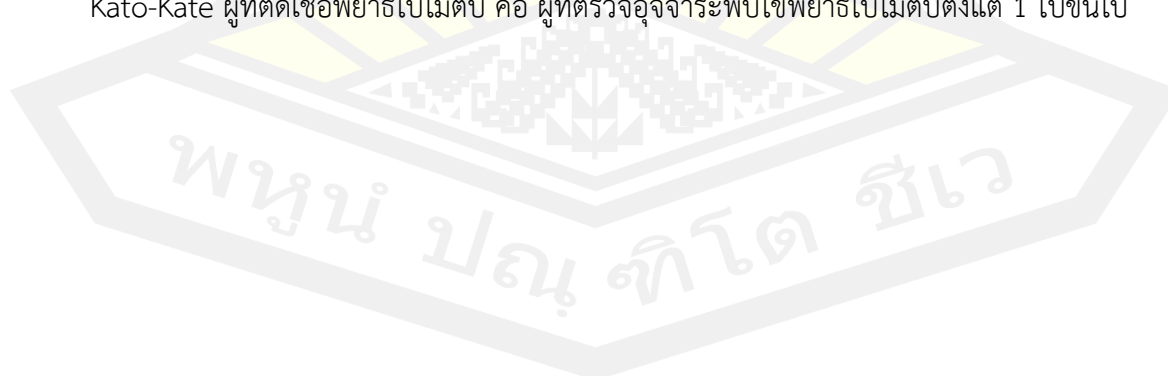 Kato-Kate ผู้ที่ติดเชื้อพยาธิใบไม้ตับ คือ ผู้ที่ตรวจอุจจาระพบไข่พยาธิใบไม้ตับตั้งแต่ 1 ใบขึ้นไป
พหูนํ ปณฺฑิโต ชีเว